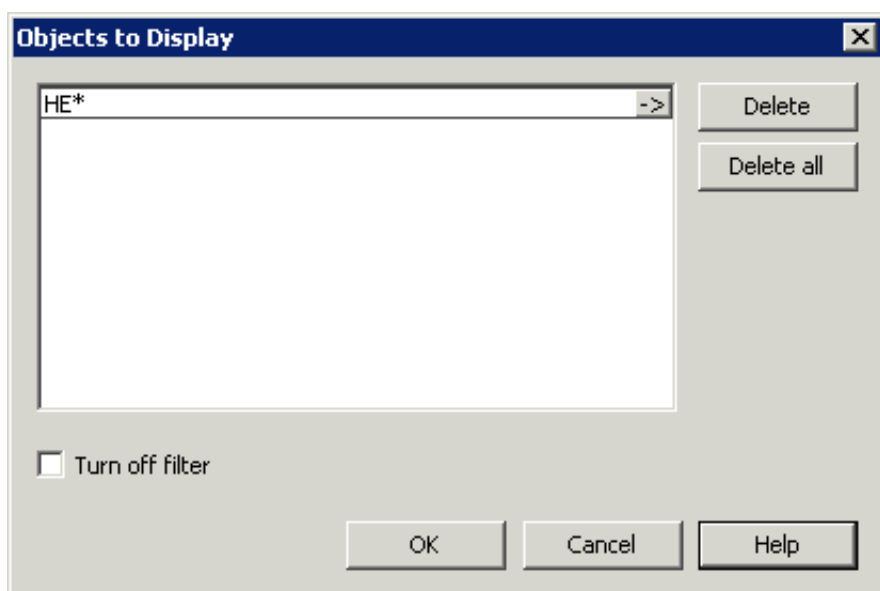 Objects to Display
HE*
->
Delete
Delete all
Turn off filter
OK
Cancel
Help